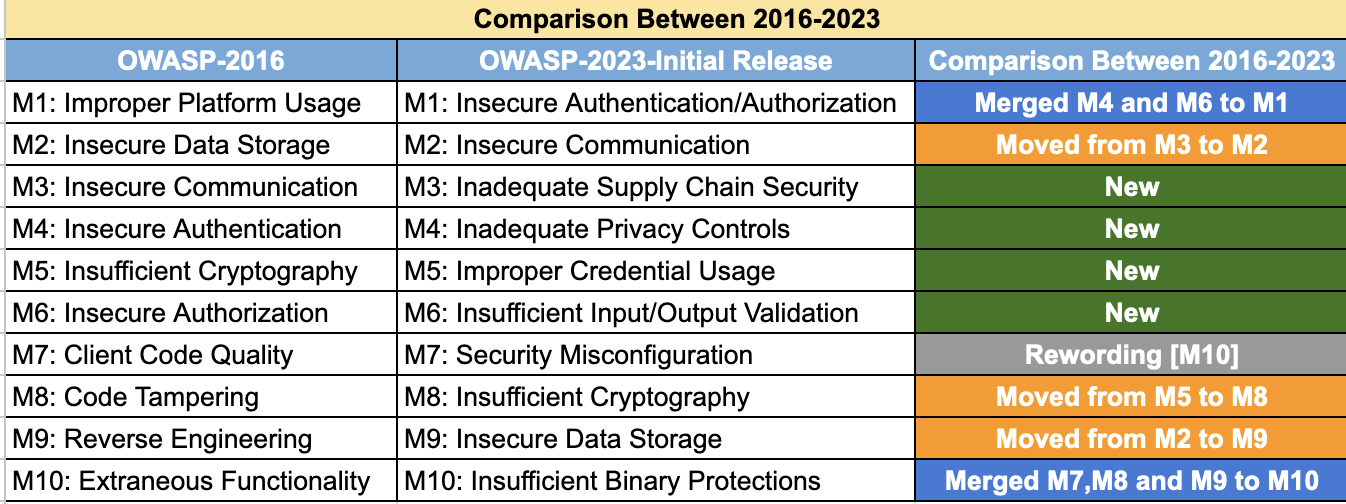 Comparison Between 2016-2023
OWASP-2016 OWASP-2023-Initial Release Comparison Between 2016-2023
M1: Improper Platform Usage M1: Insecure Authentication/Authorization Merged M4 and M6 to M1
M2: Insecure Data Storage M2: Insecure Communication Moved from M3 to M2
M3: Insecure Communication M3: Inadequate Supply Chain Security New
M4: Insecure Authentication M4: Inadequate Privacy Controls New
M5: Insufficient Cryptography M5: Improper Credential Usage New
M6: Insecure Authorization M6: Insufficient Input/Output Validation New
M7: Client Code Quality M7: Security Misconfiguration Rewording [M10]
M8: Code Tampering M8: Insufficient Cryptography Moved from M5 to M8
M9: Reverse Engineering M9: Insecure Data Storage Moved from M2 to M9
M10: Extraneous Functionality M10: Insufficient Binary Protections Merged M7,M8 and M9 to M10